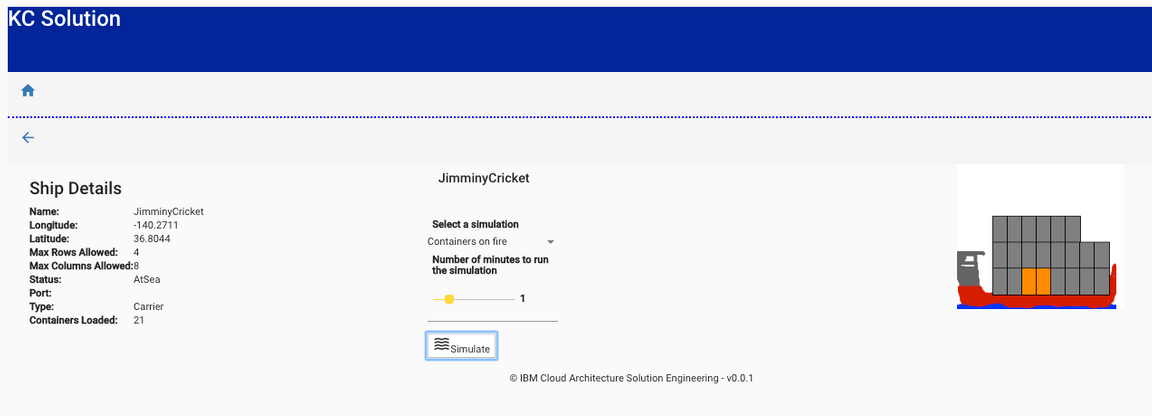 KC Solution
Ship Details
Name: JimminyCricket
Longitude: -140.2711
Latitude: 36.8044
Max Rows Allowed: 4
Max Columns Allowed:8
Status: AtSea
Port:
Type: Carrier
Containers Loaded: 21
JimminyCricket
Select a simulation
Containers on fire
Number of minutes to run
the simulation
1
Simulate
© IBM Cloud Architecture Solution Engineering - v0.0.1